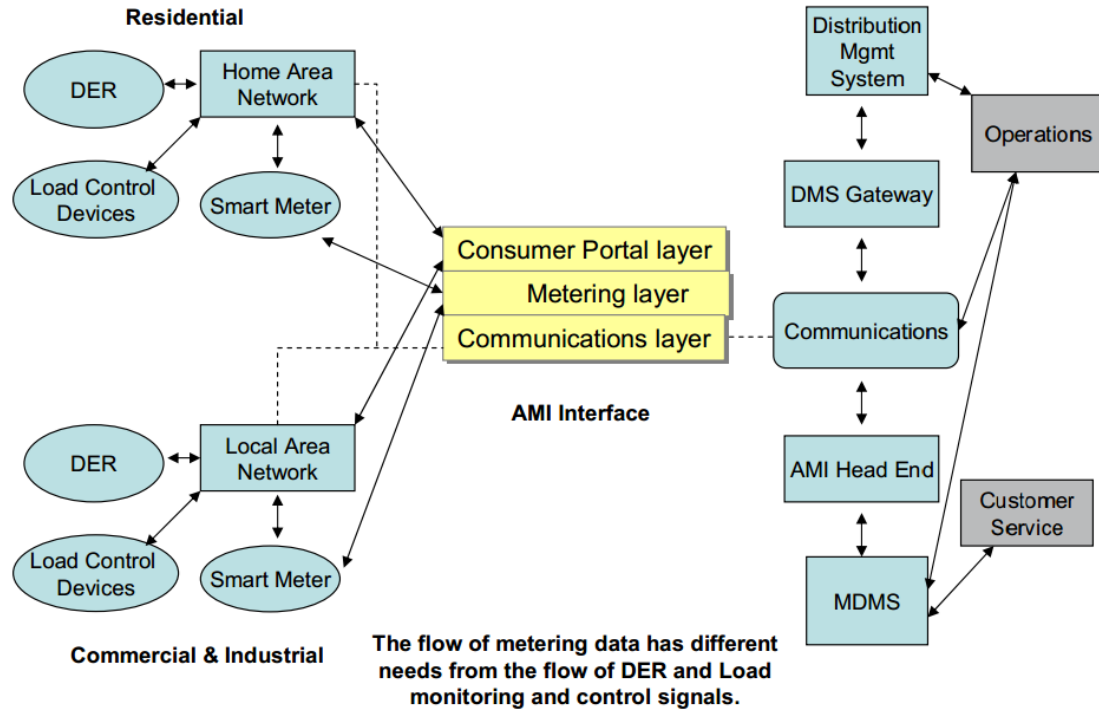 Residential
DER
Home Area
Network
Load Control
Devices
Smart Meter
Consumer Portal layer
Metering layer
Communications layer
AMI Interface
DER
Local Area
Network
Load Control
Devices
Smart Meter
Commercial & Industrial
The flow of metering data has different
needs from the flow of DER and Load
monitoring and control signals.
Distribution
Mgmt
System
Operations
DMS Gateway
Communications
AMI Head End
Customer
Service
MDMS